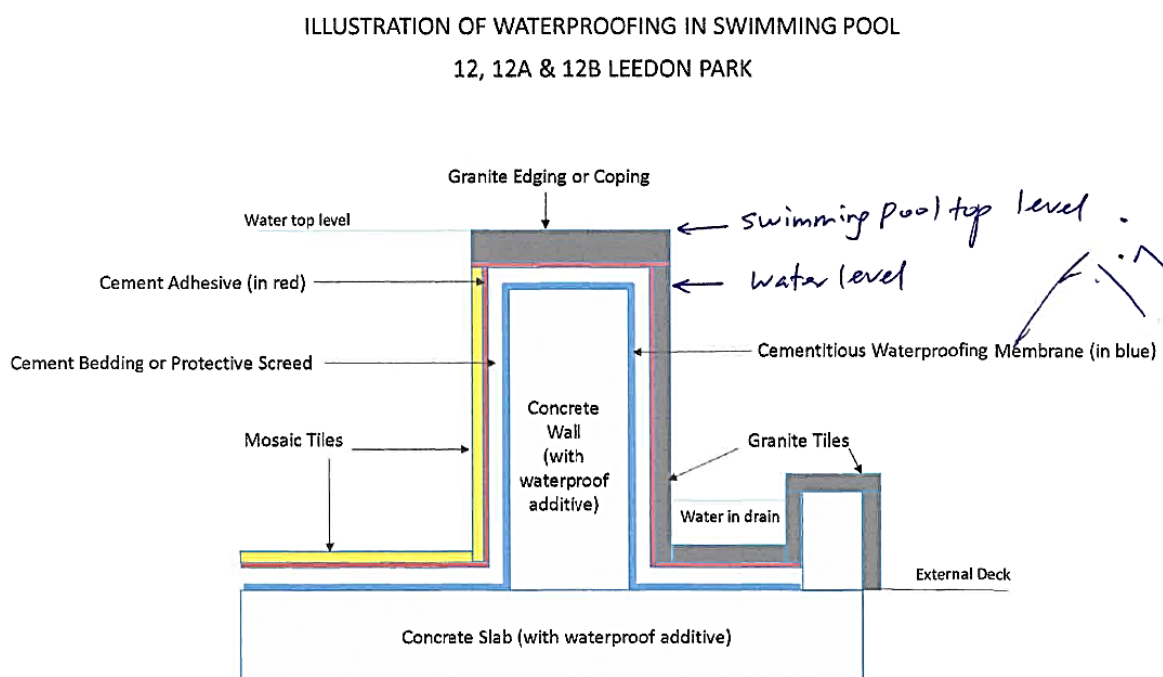 ILLUSTRATION OF WATERPROOFING IN SWIMMING POOL
12, 12A & 12B LEEDON PARK
Granite Edging or Coping
Water top level
swimming pool top level
Cement Adhesive (in red)
water level
Cement Bedding or Protective Screed
Cementitious Waterproofing Membrane (in blue)
Concrete
Wall
(with
waterproof
additive)
Mosaic Tiles
Granite Tiles
Water in drain
External Deck
Concrete Slab (with waterproof additive)